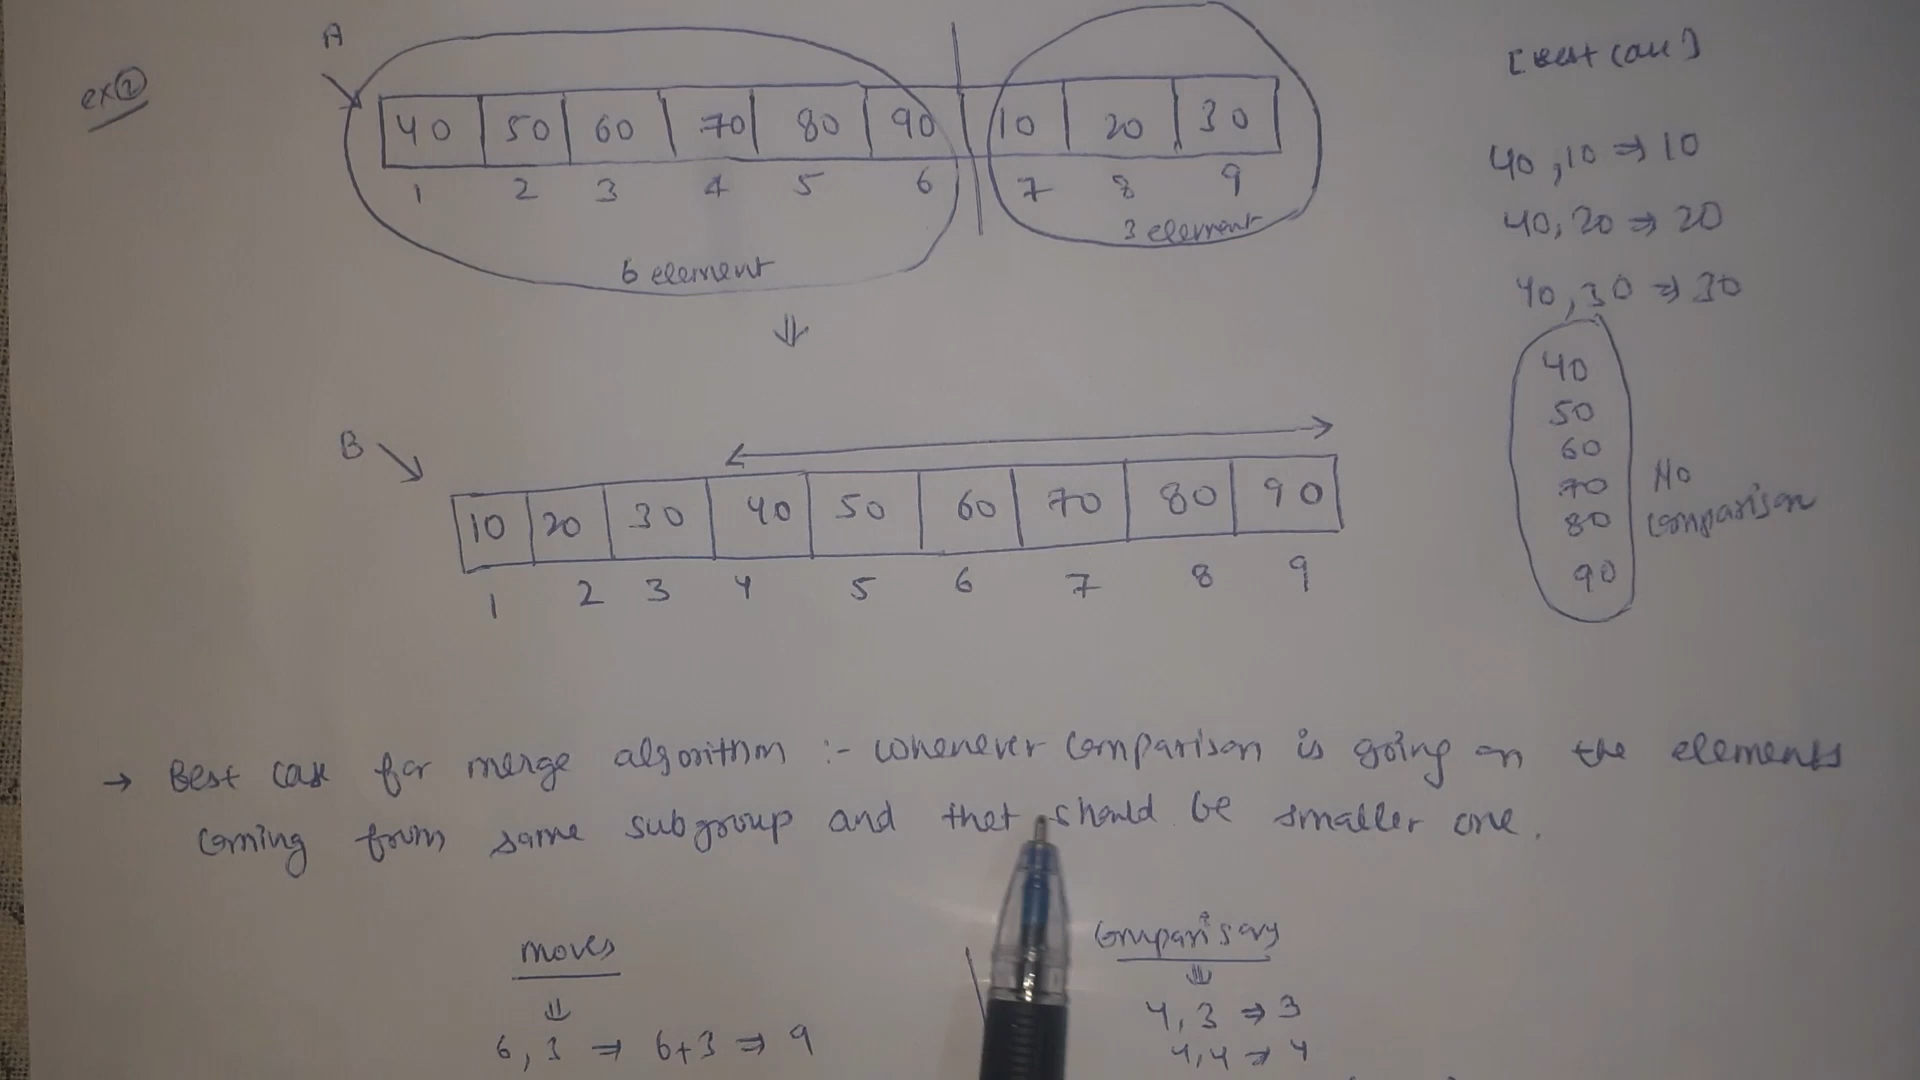 ex②
A
40 50 60 70 80 90 10 20 30
1 2 3 4 5 6 7 8 9
6 element
3 element
[Best case]
40, 10 ⇒ 10
40, 20 ⇒ 20
40, 30 ⇒ 30
40
50
60
70
80
90
No
comparison
⇓
B
10 20 30 40 50 60 70 80 90
1 2 3 4 5 6 7 8 9
→ Best case for merge algorithm :- whenever comparison is going on the elements
coming from same subgroup and that should be smaller one.
moves
⇓
6, 3 ⇒ 6+3 ⇒ 9
comparisons
⇓
4, 3 ⇒ 3
4, 4 ⇒ 4